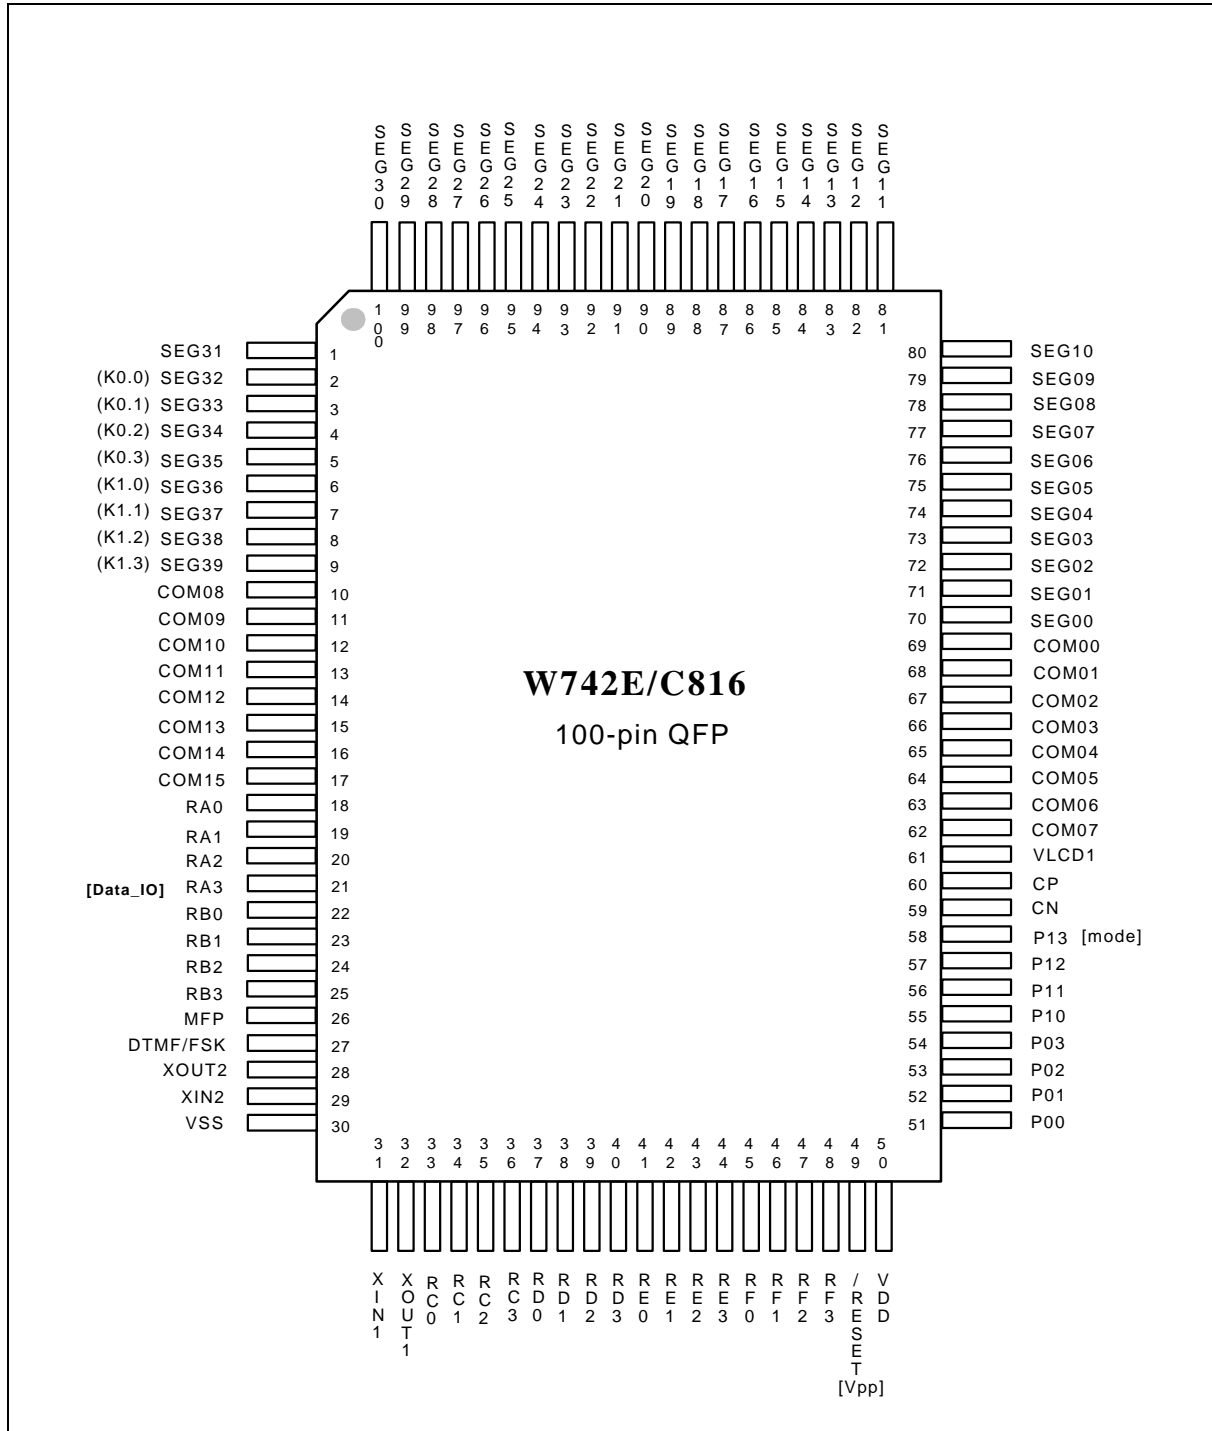 SEG30 SEG29 SEG28 SEG27 SEG26 SEG25 SEG24 SEG23 SEG22 SEG21 SEG20 SEG19 SEG18 SEG17 SEG16 SEG15 SEG14 SEG13 SEG12 SEG11
100 99 98 97 96 95 94 93 92 91 90 89 88 87 86 85 84 83 82 81
SEG31 1 80 SEG10
(K0.0) SEG32 2 79 SEG09
(K0.1) SEG33 3 78 SEG08
(K0.2) SEG34 4 77 SEG07
(K0.3) SEG35 5 76 SEG06
(K1.0) SEG36 6 75 SEG05
(K1.1) SEG37 7 74 SEG04
(K1.2) SEG38 8 73 SEG03
(K1.3) SEG39 9 72 SEG02
COM08 10 71 SEG01
COM09 11 70 SEG00
COM10 12 69 COM00
COM11 13 68 COM01
COM12 14 67 COM02
COM13 15 66 COM03
COM14 16 65 COM04
COM15 17 64 COM05
RA0 18 63 COM06
RA1 19 62 COM07
RA2 20 61 VLCD1
[Data_IO] RA3 21 60 CP
RB0 22 59 CN
RB1 23 58 P13 [mode]
RB2 24 57 P12
RB3 25 56 P11
MFP 26 55 P10
DTMF/FSK 27 54 P03
XOUT2 28 53 P02
XIN2 29 52 P01
VSS 30 51 P00
W742E/C816
100-pin QFP
31 32 33 34 35 36 37 38 39 40 41 42 43 44 45 46 47 48 49 50
XIN1 XOUT1 RC0 RC1 RC2 RC3 RD0 RD1 RD2 RD3 RE0 RE1 RE2 RE3 RF0 RF1 RF2 RF3 /RESET VDD
[Vpp]